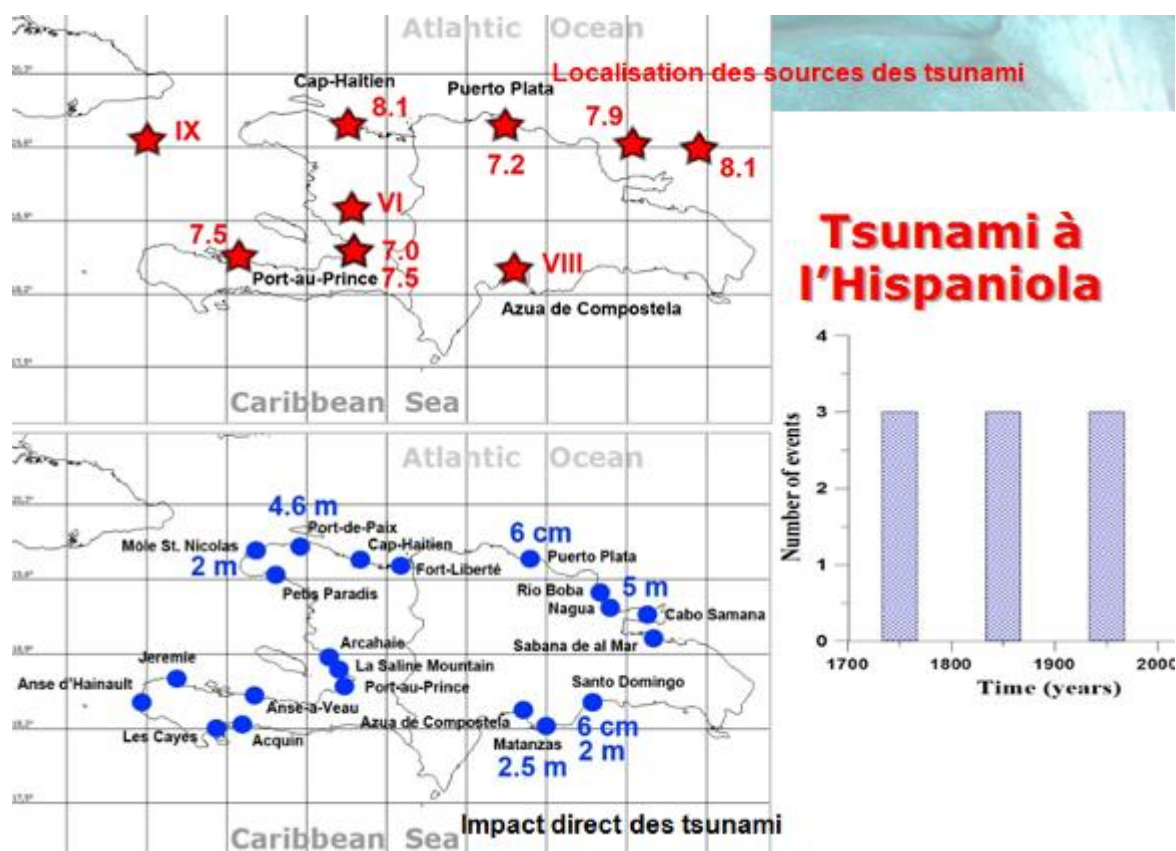 Atlantic Ocean
Localisation des sources des tsunami
Cap-Haitien
Puerto Plata
8.1
7.9
IX
7.2
8.1
VI
7.5
7.0
Port-au-Prince
7.5
VIII
Azua de Compostela
Caribbean Sea
Tsunami à
l'Hispaniola
4
3
2
1
0
Number of events
1700
1800
1900
2000
Time (years)
Atlantic Ocean
4.6 m
Port-de-Paix
6 cm
Môle St. Nicolas
Cap-Haitien
Puerto Plata
2 m
Fort-Liberté
Petis Paradis
Rio Boba
5 m
Nagua
Cabo Samana
Sabana de al Mar
Arcahaie
Jeremie
La Saline Mountain
Anse d'Hainault
Port-au-Prince
Santo Domingo
Anse-a-Veau
Azua de Compostela
Les Cayes
Acquin
Matanzas
6 cm
2.5 m
2 m
Impact direct des tsunami
Caribbean Sea